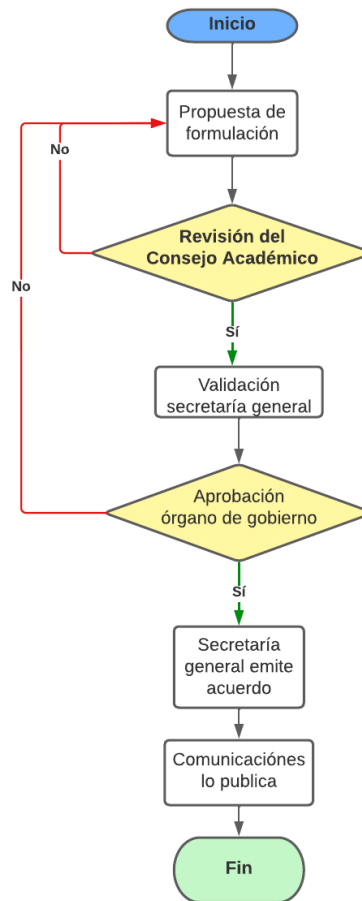 Inicio
Propuesta de
formulación
No
Revisión del
Consejo Académico
No
Sí
Validación
secretaría general
Aprobación
órgano de gobierno
Sí
Secretaría
general emite
acuerdo
Comunicaciónes
lo publica
Fin